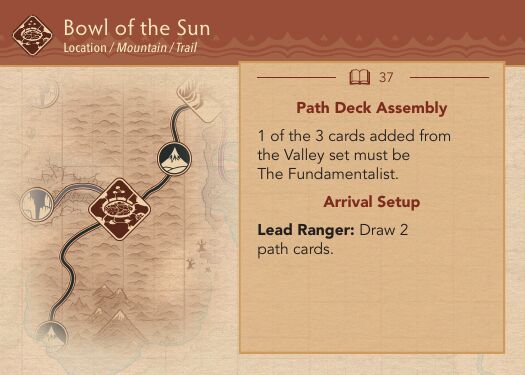 Bowl of the Sun
Location / Mountain / Trail
37
Path Deck Assembly
1 of the 3 cards added from
the Valley set must be
The Fundamentalist.
Arrival Setup
Lead Ranger: Draw 2
path cards.